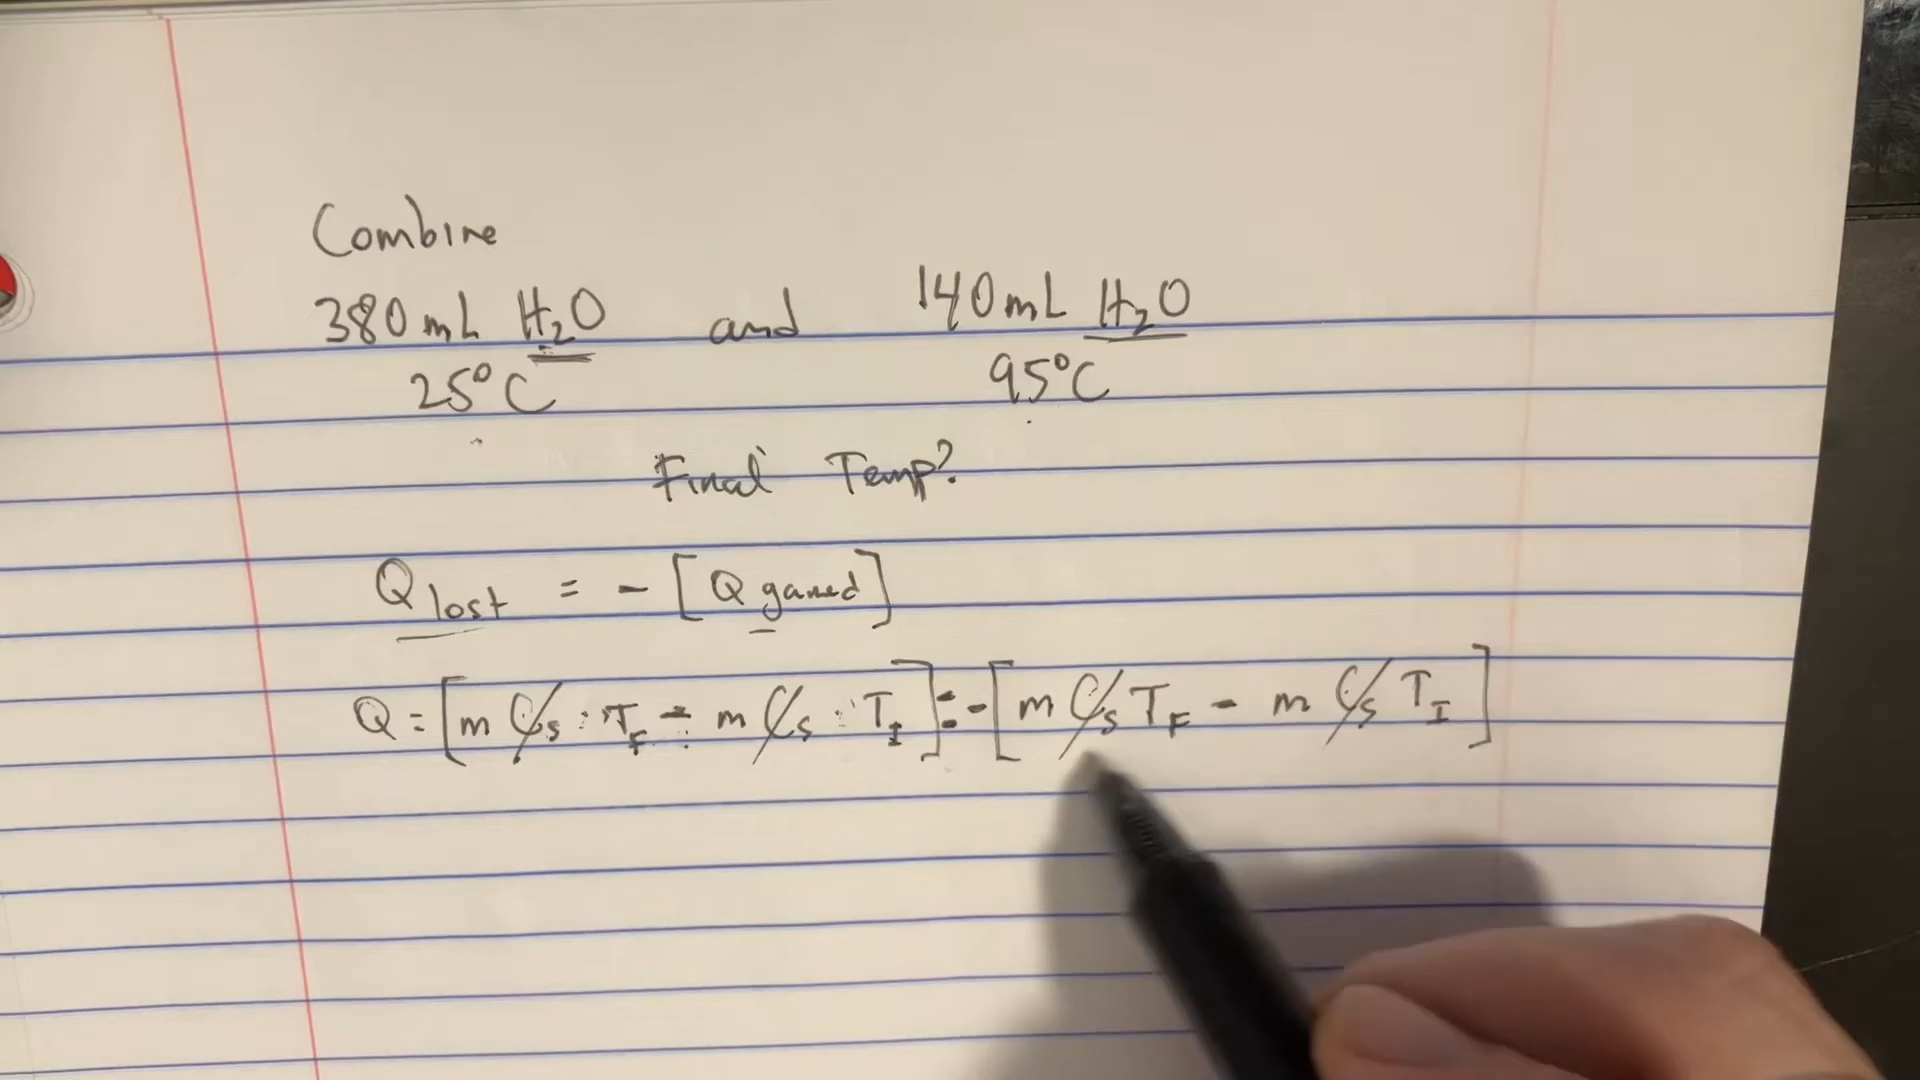 Combine
380 mL H₂O and 140 mL H₂O
25°C 95°C
Final Temp?
Q lost = - [Q gained]
Q = [m Cs · TF - m Cs · TI] = - [m Cs TF - m Cs TI]